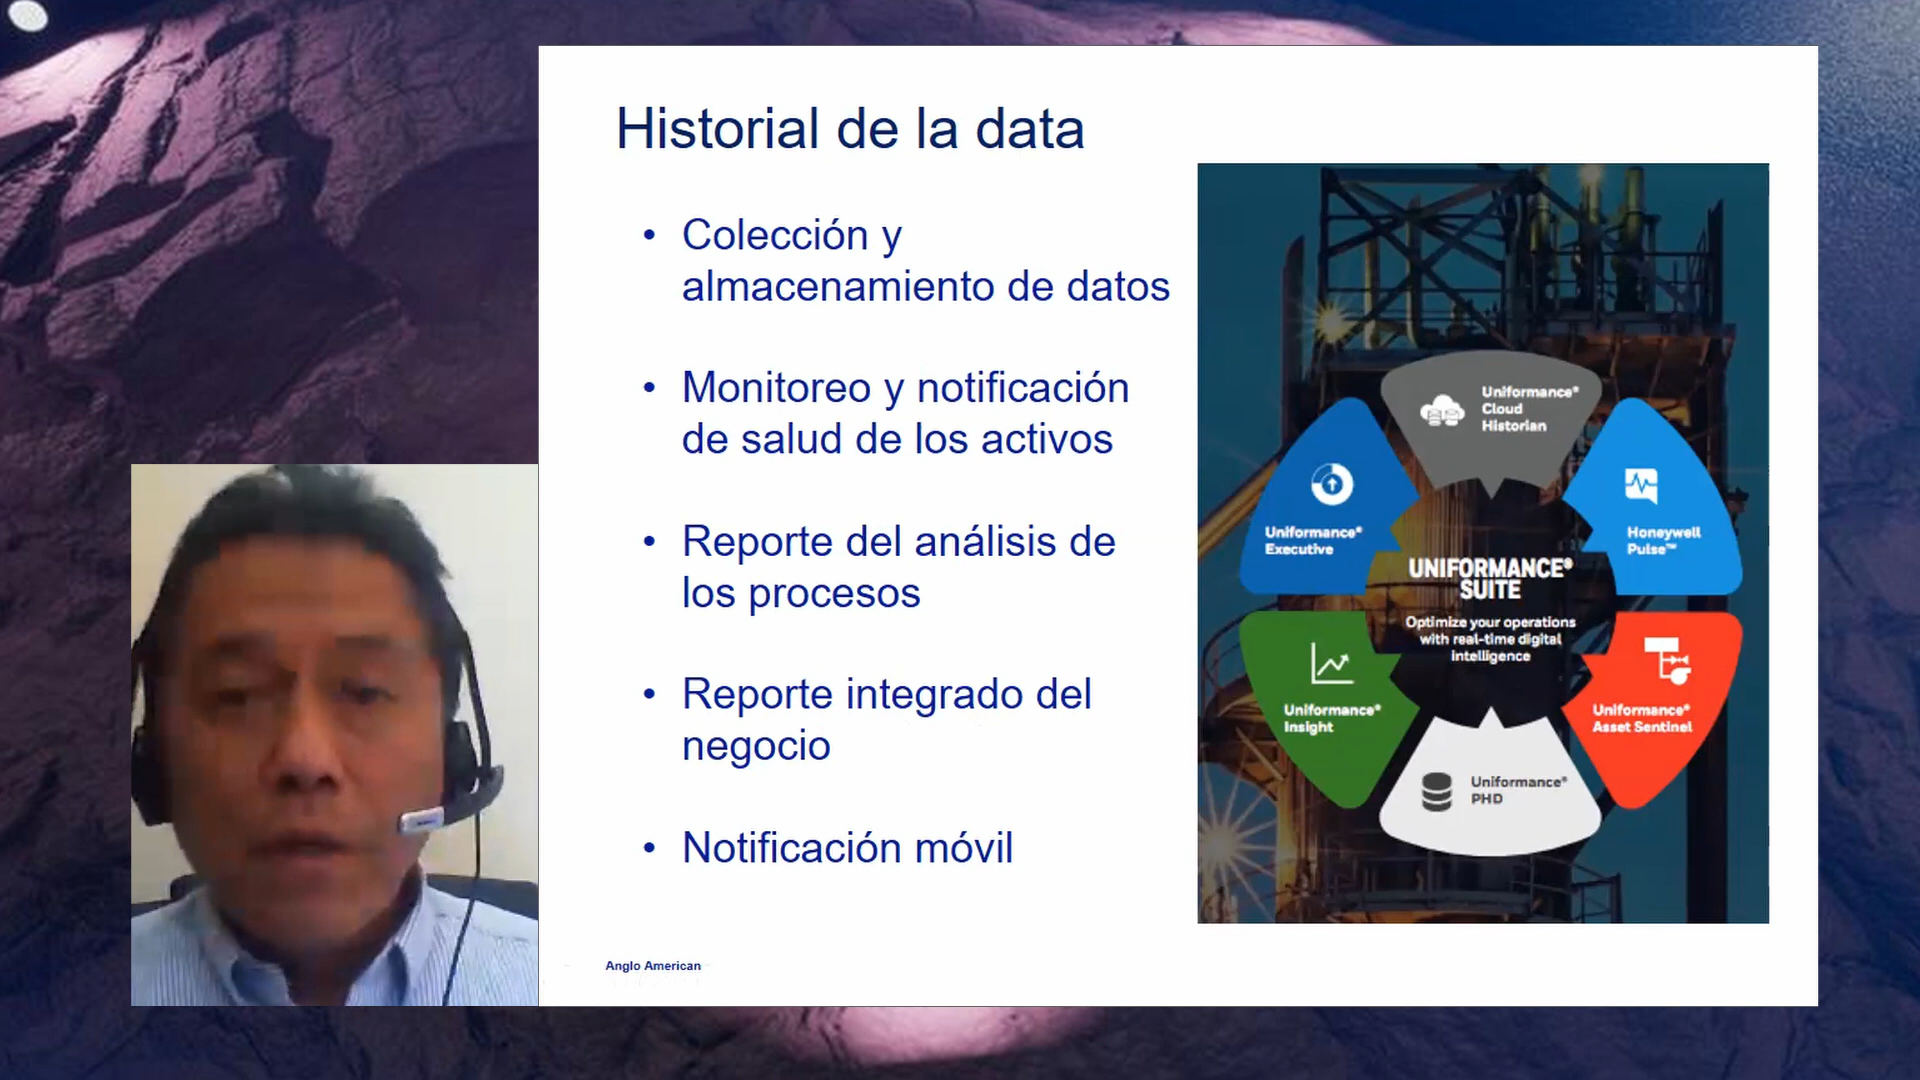 Historial de la data
• Colección y
almacenamiento de datos
• Monitoreo y notificación
de salud de los activos
• Reporte del análisis de
los procesos
• Reporte integrado del
negocio
• Notificación móvil
Uniformance®
Cloud
Historian
Uniformance®
Executive
Honeywell
Pulse™
UNIFORMANCE®
SUITE
Optimize your operations
with real-time digital
intelligence
Uniformance®
Insight
Uniformance®
Asset Sentinel
Uniformance®
PHD
Anglo American